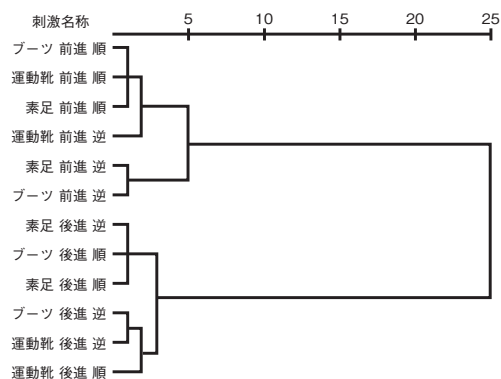 刺激名称 5 10 15 20 25
ブーツ 前進 順
運動靴 前進 順
素足 前進 順
運動靴 前進 逆
素足 前進 逆
ブーツ 前進 逆
素足 後進 逆
ブーツ 後進 順
素足 後進 順
ブーツ 後進 逆
運動靴 後進 逆
運動靴 後進 順